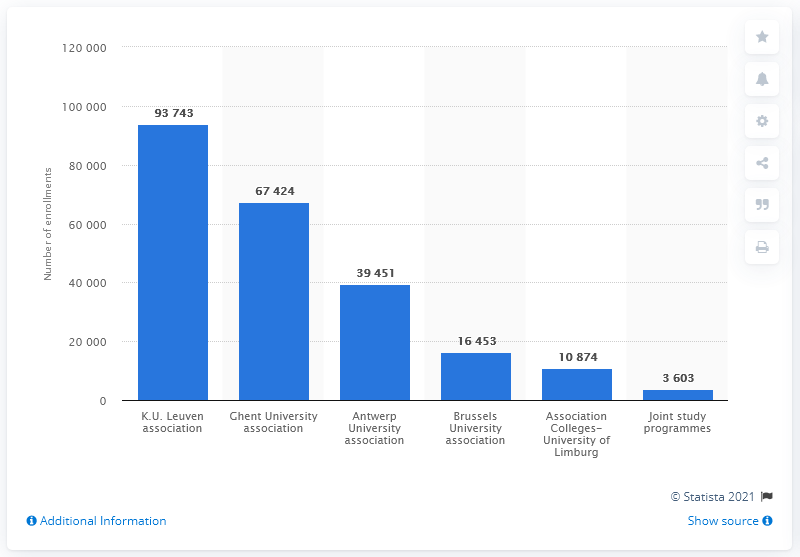 120 000
100 000
80 000
60 000
40 000
20 000
0
Number of enrollments
93 743
67 424
39 451
16 453
10 874
3 603
K.U. Leuven
association
Ghent University
association
Antwerp
University
association
Brussels
University
association
Association
Colleges-
University of
Limburg
Joint study
programmes
© Statista 2021
Additional Information
Show source